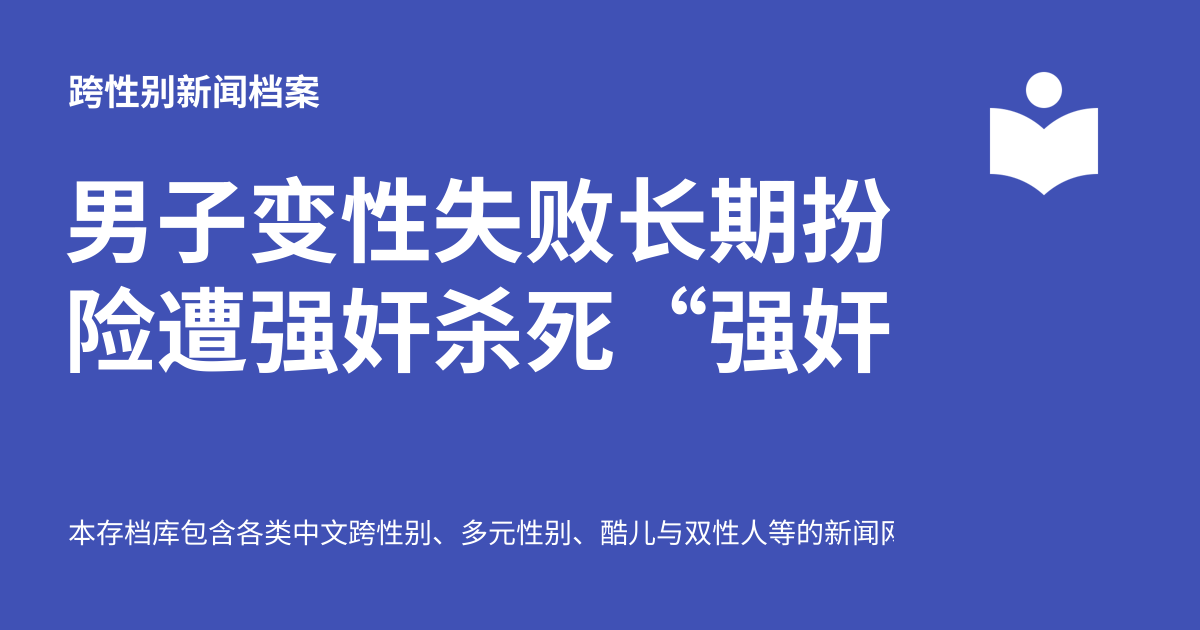 跨性别新闻档案
男子变性失败长期扮
险遭强奸杀死“强奸
本存档库包含各类中文跨性别、多元性别、酷儿与双性人等的新闻